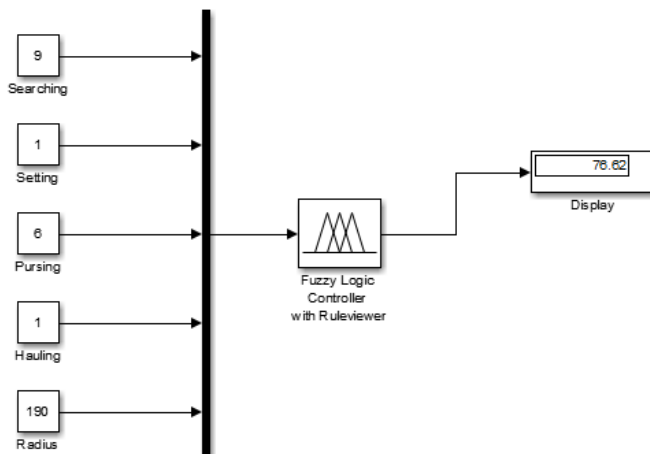 9
Searching
1
Setting
6
Pursing
1
Hauling
190
Radius
Fuzzy Logic
Controller
with Ruleviewer
76.62
Display